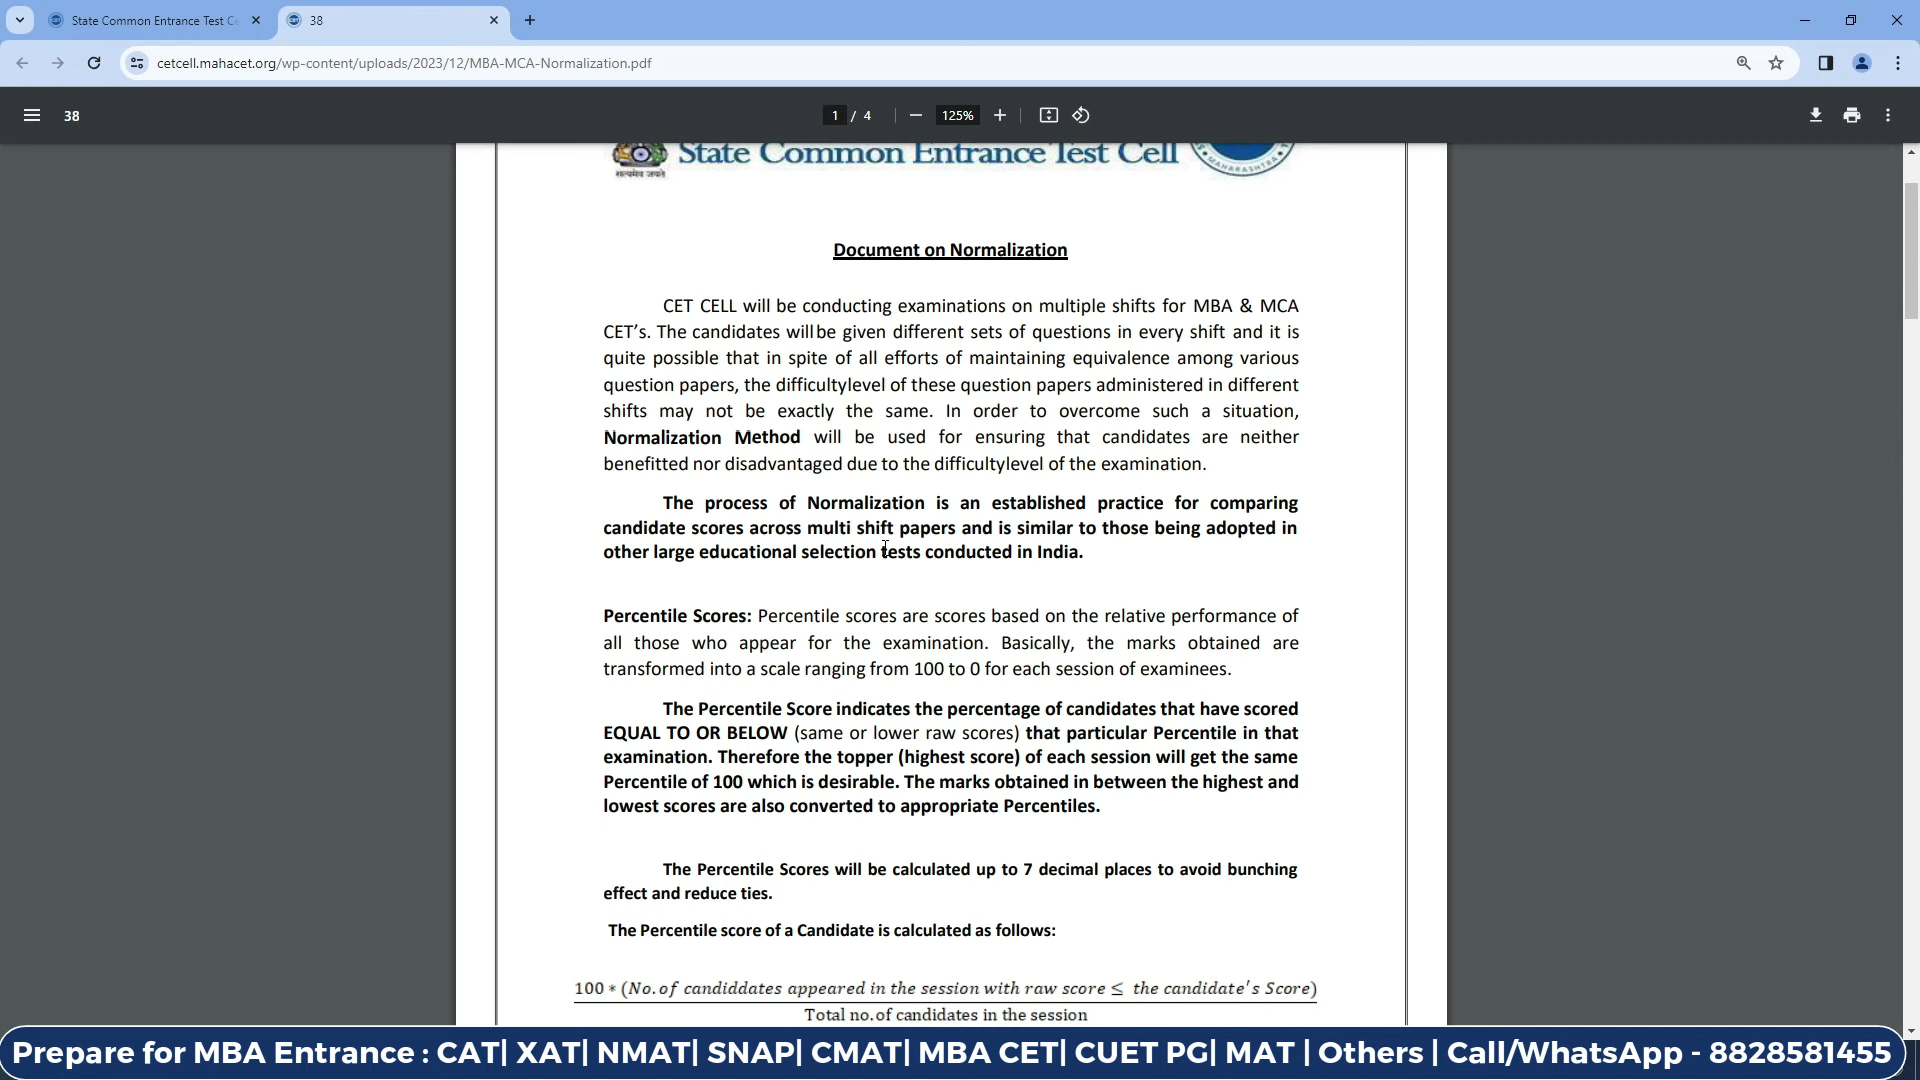 State Common Entrance Test C
38
cetcell.mahacet.org/wp-content/uploads/2023/12/MBA-MCA-Normalization.pdf
38
1 / 4
125%
State Common Entrance Test Cell
सत्यमेव जयते
MAHARASHTRA
Document on Normalization
CET CELL will be conducting examinations on multiple shifts for MBA & MCA
CET’s. The candidates willbe given different sets of questions in every shift and it is
quite possible that in spite of all efforts of maintaining equivalence among various
question papers, the difficultylevel of these question papers administered in different
shifts may not be exactly the same. In order to overcome such a situation,
Normalization Method will be used for ensuring that candidates are neither
benefitted nor disadvantaged due to the difficultylevel of the examination.
The process of Normalization is an established practice for comparing
candidate scores across multi shift papers and is similar to those being adopted in
other large educational selection tests conducted in India.
Percentile Scores: Percentile scores are scores based on the relative performance of
all those who appear for the examination. Basically, the marks obtained are
transformed into a scale ranging from 100 to 0 for each session of examinees.
The Percentile Score indicates the percentage of candidates that have scored
EQUAL TO OR BELOW (same or lower raw scores) that particular Percentile in that
examination. Therefore the topper (highest score) of each session will get the same
Percentile of 100 which is desirable. The marks obtained in between the highest and
lowest scores are also converted to appropriate Percentiles.
The Percentile Scores will be calculated up to 7 decimal places to avoid bunching
effect and reduce ties.
The Percentile score of a Candidate is calculated as follows:
100 * (No. of candiddates appeared in the session with raw score ≤ the candidate's Score)
Total no. of candidates in the session
Prepare for MBA Entrance : CAT| XAT| NMAT| SNAP| CMAT| MBA CET| CUET PG| MAT | Others | Call/WhatsApp - 8828581455